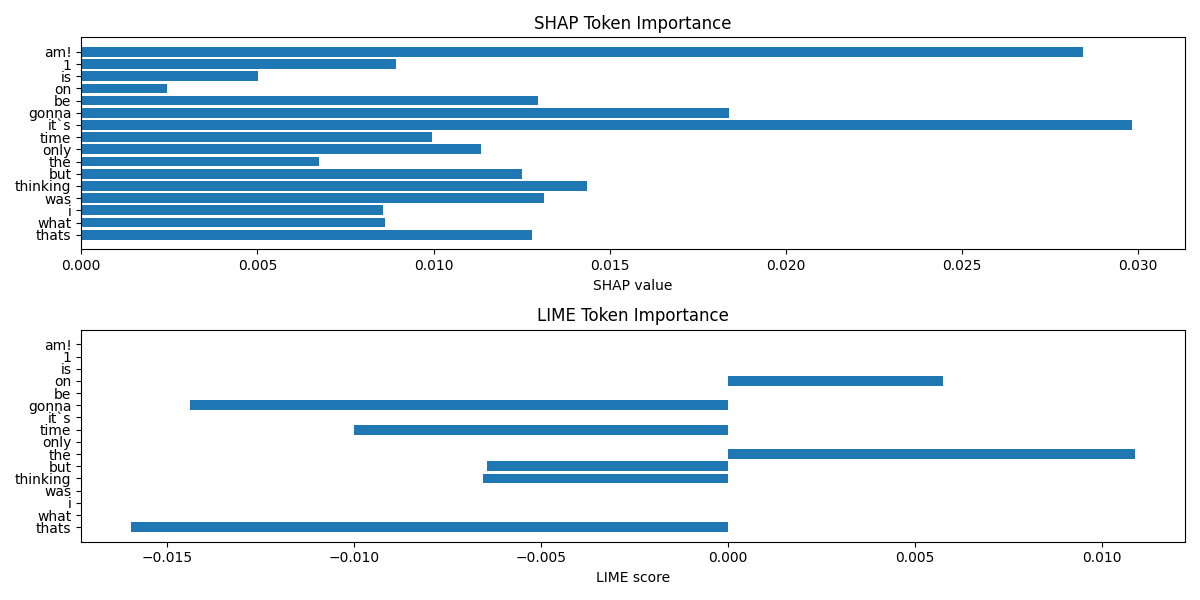 SHAP Token Importance
am!
1
is
on
be
gonna
it`s
time
only
the
but
thinking
was
i
what
thats
0.000 0.005 0.010 0.015 0.020 0.025 0.030
SHAP value
LIME Token Importance
am!
1
is
on
be
gonna
it`s
time
only
the
but
thinking
was
i
what
thats
−0.015 −0.010 −0.005 0.000 0.005 0.010
LIME score